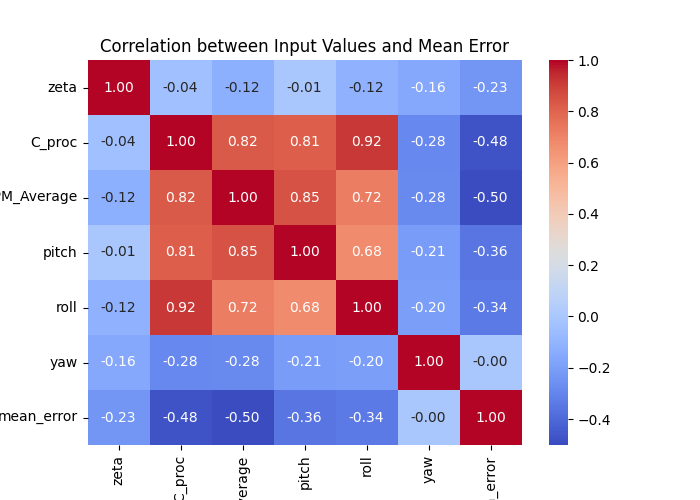 Correlation between Input Values and Mean Error
zeta 1.00 -0.04 -0.12 -0.01 -0.12 -0.16 -0.23
C_proc -0.04 1.00 0.82 0.81 0.92 -0.28 -0.48
M_Average -0.12 0.82 1.00 0.85 0.72 -0.28 -0.50
pitch -0.01 0.81 0.85 1.00 0.68 -0.21 -0.36
roll -0.12 0.92 0.72 0.68 1.00 -0.20 -0.34
yaw -0.16 -0.28 -0.28 -0.21 -0.20 1.00 -0.00
mean_error -0.23 -0.48 -0.50 -0.36 -0.34 -0.00 1.00
zeta C_proc verage pitch roll yaw _error
1.0
0.8
0.6
0.4
0.2
0.0
−0.2
−0.4